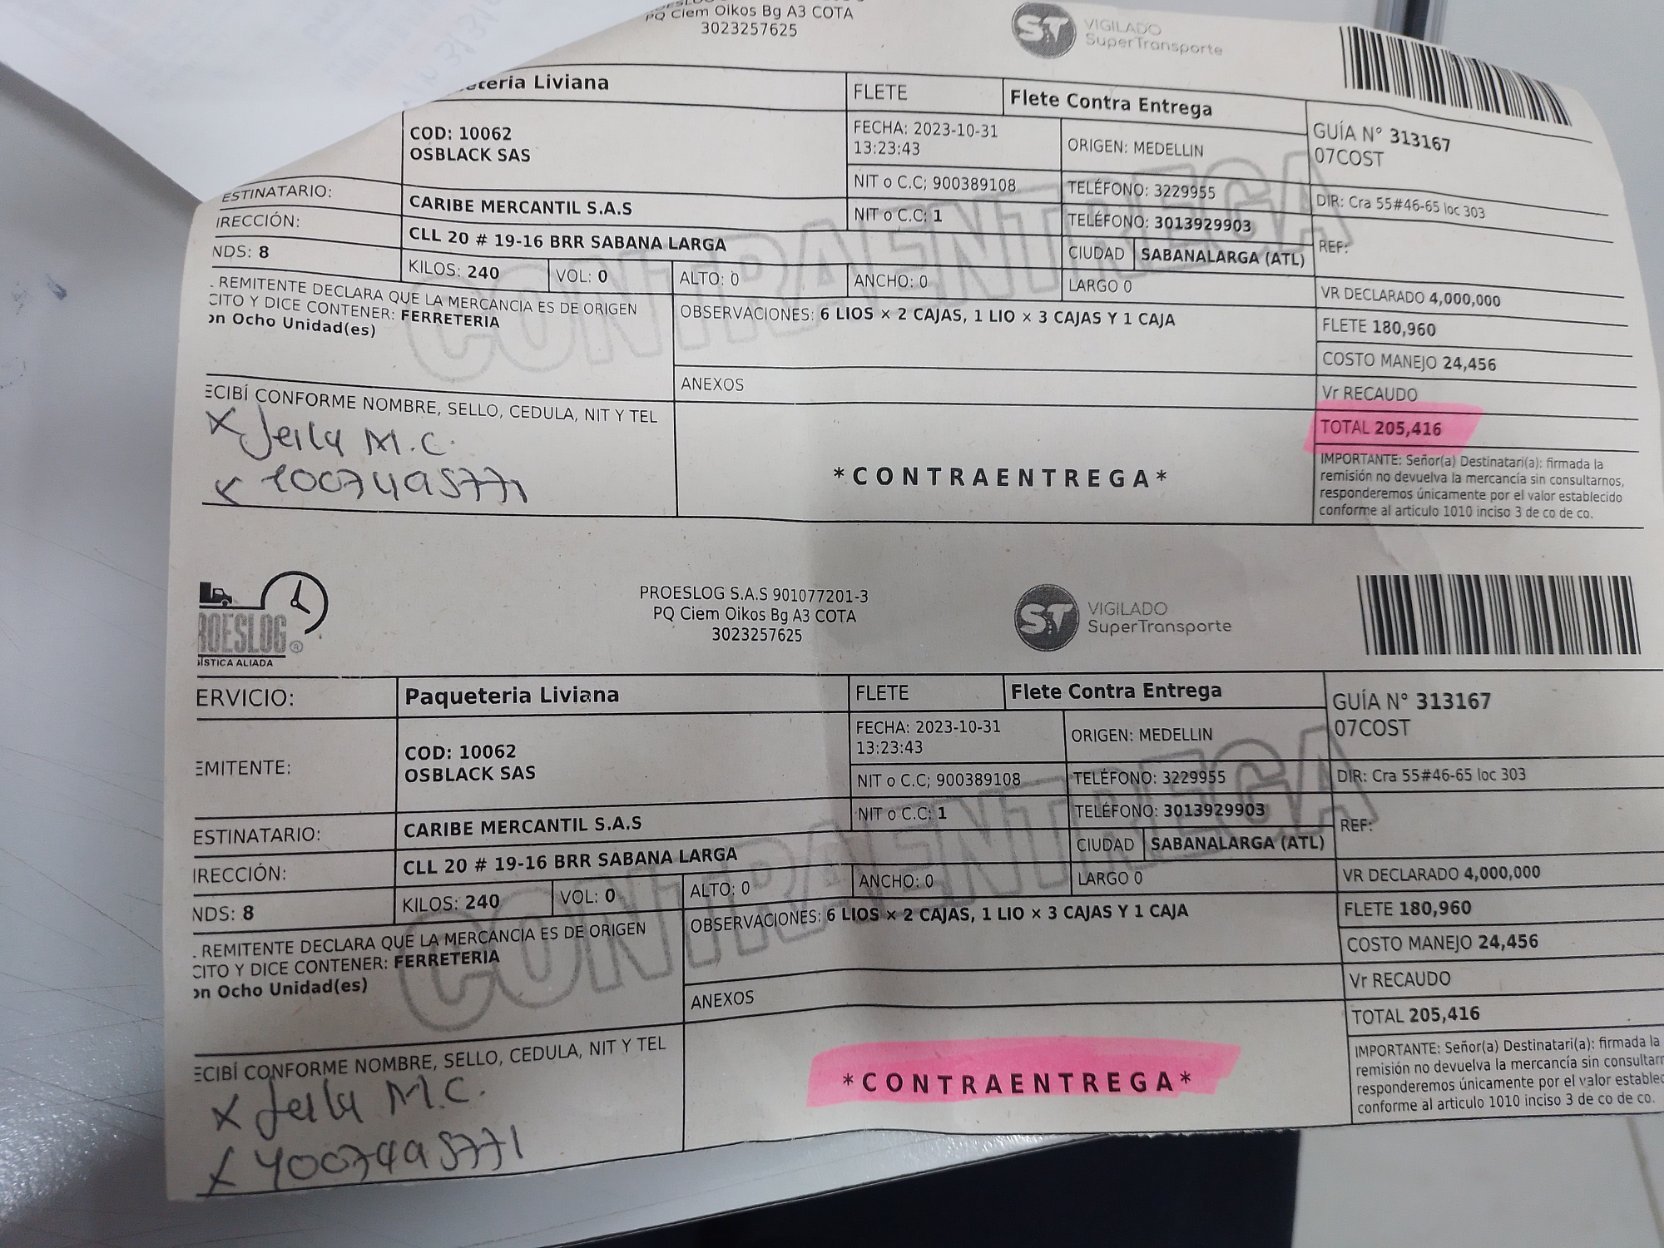 PQ Ciem Oikos Bg A3 COTA
3023257625
ST VIGILADO
SuperTransporte
eteria Liviana
FLETE
Flete Contra Entrega
COD: 10062
OSBLACK SAS
FECHA: 2023-10-31
13:23:43
ORIGEN: MEDELLIN
GUÍA N° 313167
07COST
NIT o C.C; 900389108
TELÉFONO: 3229955
DIR: Cra 55#46-65 loc 303
ESTINATARIO:
CARIBE MERCANTIL S.A.S
NIT o C.C: 1
TELÉFONO: 3013929903
REF:
IRECCIÓN:
CLL 20 # 19-16 BRR SABANA LARGA
CIUDAD SABANALARGA (ATL)
NDS: 8
KILOS: 240
VOL: 0
ALTO: 0
ANCHO: 0
LARGO 0
VR DECLARADO 4,000,000
. REMITENTE DECLARA QUE LA MERCANCIA ES DE ORIGEN
CITO Y DICE CONTENER: FERRETERIA
on Ocho Unidad(es)
OBSERVACIONES: 6 LIOS × 2 CAJAS, 1 LIO × 3 CAJAS Y 1 CAJA
FLETE 180,960
COSTO MANEJO 24,456
ANEXOS
Vr RECAUDO
ECIBÍ CONFORME NOMBRE, SELLO, CEDULA, NIT Y TEL
TOTAL 205,416
CONTRAENTREGA
*CONTRAENTREGA*
IMPORTANTE: Señor(a) Destinatari(a): firmada la
remisión no devuelva la mercancía sin consultarnos,
responderemos únicamente por el valor establecido
conforme al articulo 1010 inciso 3 de co de co.
M.C.
1007495771
ROESLOG ®
ÍSTICA ALIADA
PROESLOG S.A.S 901077201-3
PQ Ciem Oikos Bg A3 COTA
3023257625
ST VIGILADO
SuperTransporte
ERVICIO:
Paqueteria Liviana
FLETE
Flete Contra Entrega
GUÍA N° 313167
07COST
EMITENTE:
COD: 10062
OSBLACK SAS
FECHA: 2023-10-31
13:23:43
ORIGEN: MEDELLIN
NIT o C.C; 900389108
TELÉFONO: 3229955
DIR: Cra 55#46-65 loc 303
ESTINATARIO:
CARIBE MERCANTIL S.A.S
NIT o C.C: 1
TELÉFONO: 3013929903
REF:
IRECCIÓN:
CLL 20 # 19-16 BRR SABANA LARGA
CIUDAD SABANALARGA (ATL)
NDS: 8
KILOS: 240
VOL: 0
ALTO: 0
ANCHO: 0
LARGO 0
VR DECLARADO 4,000,000
. REMITENTE DECLARA QUE LA MERCANCIA ES DE ORIGEN
CITO Y DICE CONTENER: FERRETERIA
on Ocho Unidad(es)
OBSERVACIONES: 6 LIOS × 2 CAJAS, 1 LIO × 3 CAJAS Y 1 CAJA
FLETE 180,960
COSTO MANEJO 24,456
ANEXOS
Vr RECAUDO
TOTAL 205,416
ECIBÍ CONFORME NOMBRE, SELLO, CEDULA, NIT Y TEL
CONTRAENTREGA
*CONTRAENTREGA*
IMPORTANTE: Señor(a) Destinatari(a): firmada la
remisión no devuelva la mercancía sin consultar
responderemos únicamente por el valor estable
conforme al articulo 1010 inciso 3 de co de co.
M.C.
1007495771